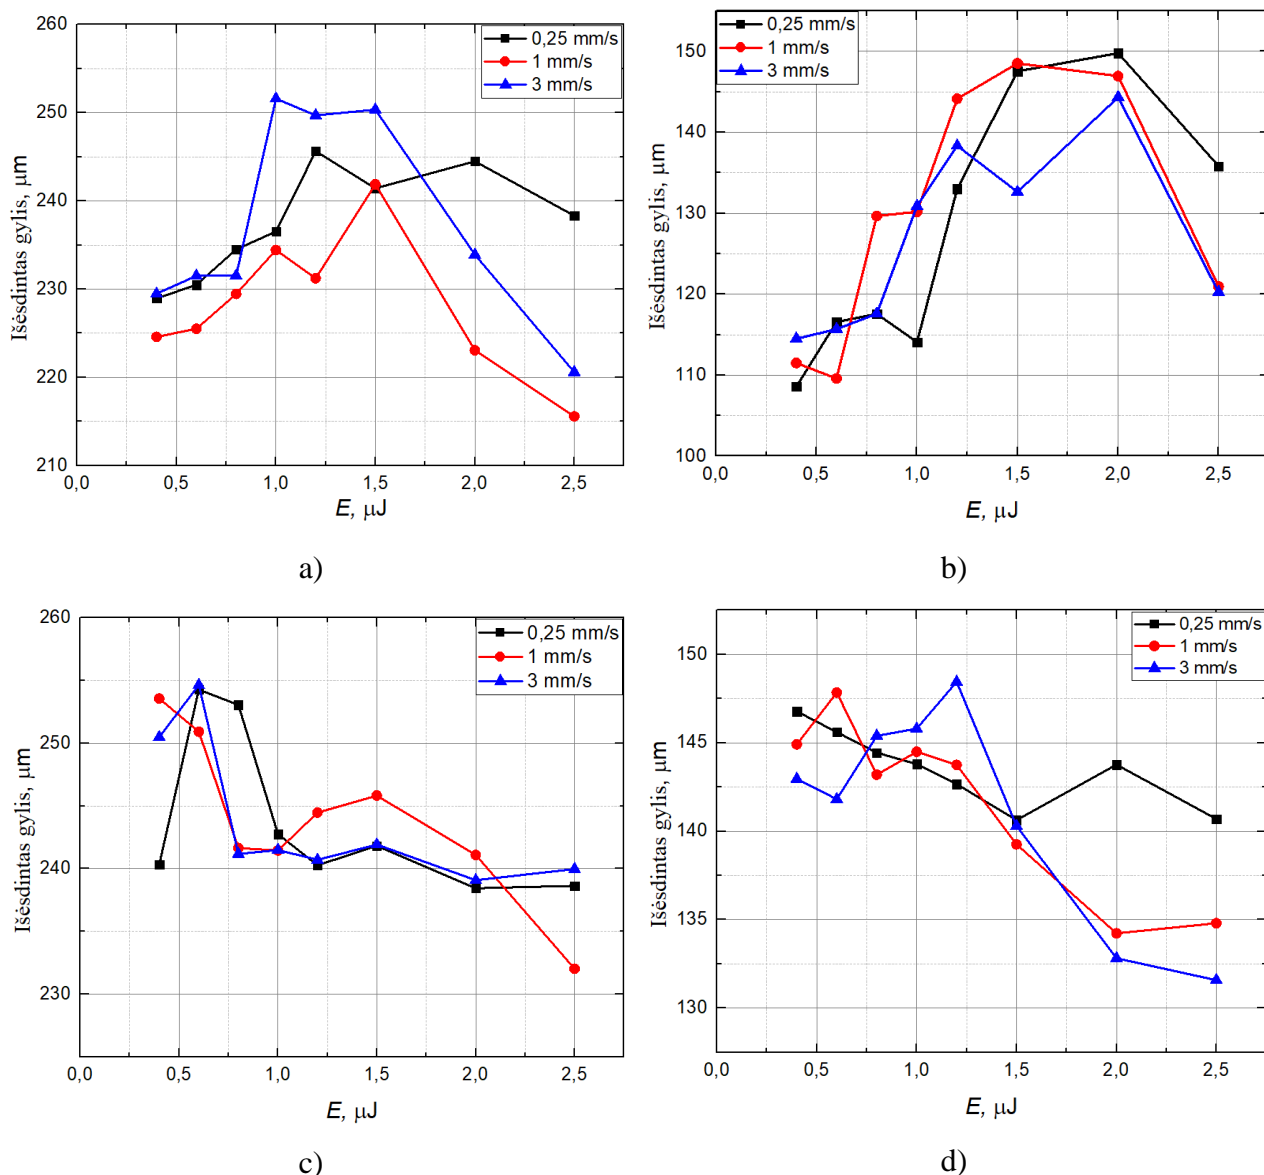 260
250
240
230
220
210
0,0
0,5
1,0
1,5
2,0
2,5
Išėsdintas gylis, μm
E, μJ
0,25 mm/s
1 mm/s
3 mm/s
a)
150
140
130
120
110
100
0,0
0,5
1,0
1,5
2,0
2,5
Išėsdintas gylis, μm
E, μJ
0,25 mm/s
1 mm/s
3 mm/s
b)
260
250
240
230
0,0
0,5
1,0
1,5
2,0
2,5
Išėsdintas gylis, μm
E, μJ
0,25 mm/s
1 mm/s
3 mm/s
c)
150
145
140
135
130
0,0
0,5
1,0
1,5
2,0
2,5
Išėsdintas gylis, μm
E, μJ
0,25 mm/s
1 mm/s
3 mm/s
d)